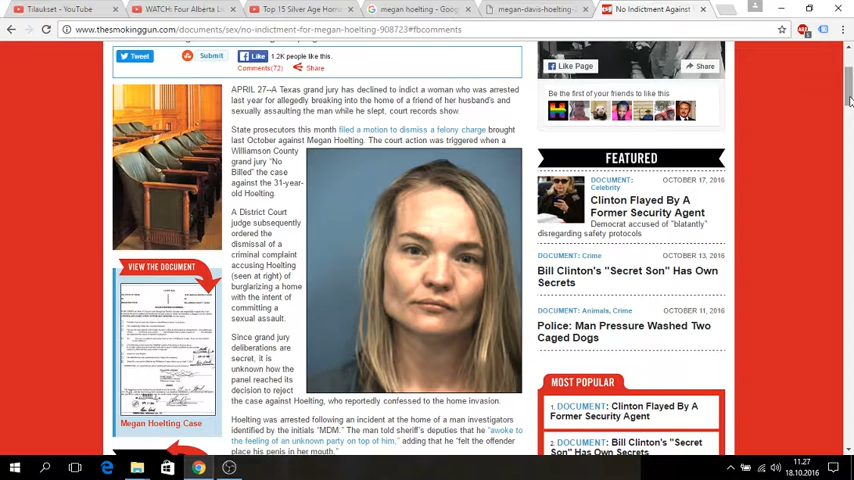 Tilaukset - YouTube
WATCH: Four Alberta L
Top 15 Silver Age Horro
megan hoelting - Goog
megan-davis-hoelting-
No Indictment Against
www.thesmokinggun.com/documents/sex/no-indictment-for-megan-hoelting-908723#fbcomments
Tweet
Submit
Like
1.2K people like this.
Comments(72)
Share
APRIL 27--A Texas grand jury has declined to indict a woman who was arrested
last year for allegedly breaking into the home of a friend of her husband's and
sexually assaulting the man while he slept, court records show.
State prosecutors this month filed a motion to dismiss a felony charge brought
last October against Megan Hoelting. The court action was triggered when a
Williamson County
grand jury "No
Billed" the case
against the 31-year-
old Hoelting.
A District Court
judge subsequently
ordered the
dismissal of a
criminal complaint
accusing Hoelting
(seen at right) of
burglarizing a home
with the intent of
committing a
sexual assault.
Since grand jury
deliberations are
secret, it is
unknown how the
panel reached its
decision to reject
the case against Hoelting, who reportedly confessed to the home invasion.
Hoelting was arrested following an incident at the home of a man investigators
identified by the initials "MDM." The man told sheriff's deputies that he "awoke to
the feeling of an unknown party on top of him," adding that he "felt the offender
place his penis in her mouth."
VIEW THE DOCUMENT
Megan Hoelting Case
Like Page
Share
Be the first of your friends to like this
FEATURED
DOCUMENT:
Celebrity
OCTOBER 17, 2016
Clinton Flayed By A
Former Security Agent
Democrat accused of "blatantly"
disregarding safety protocols
DOCUMENT: Crime
OCTOBER 13, 2016
Bill Clinton's "Secret Son" Has Own
Secrets
DOCUMENT: Animals, Crime
OCTOBER 11, 2016
Police: Man Pressure Washed Two
Caged Dogs
MOST POPULAR
1. DOCUMENT: Clinton Flayed By A
Former Security Agent
2. DOCUMENT: Bill Clinton's "Secret
Son" Has Own
11.27
18.10.2016